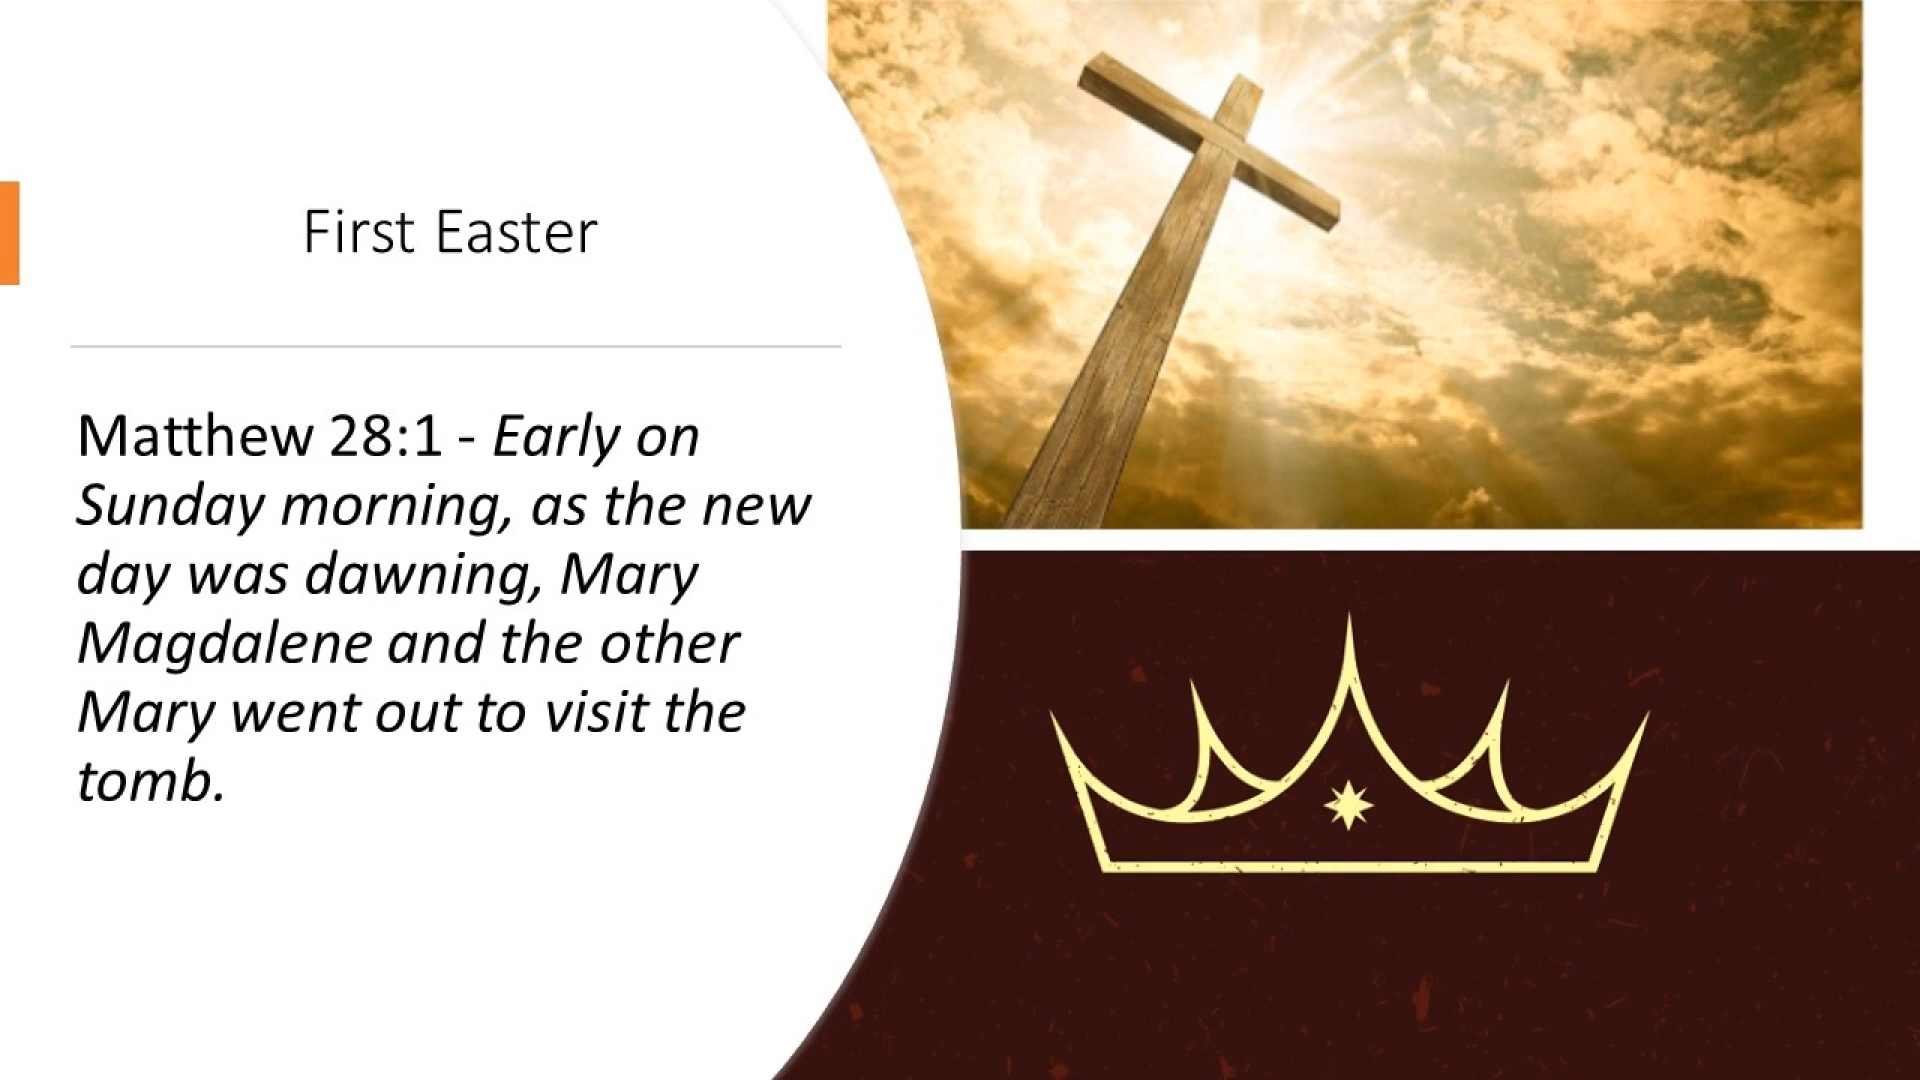 First Easter
Matthew 28:1 - Early on
Sunday morning, as the new
day was dawning, Mary
Magdalene and the other
Mary went out to visit the
tomb.